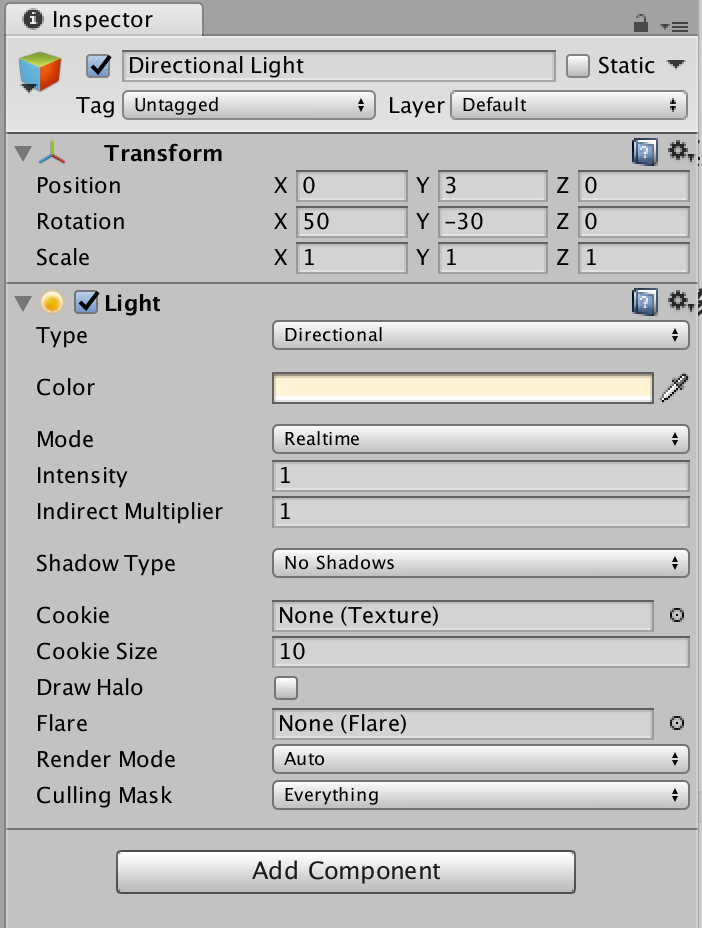 Inspector
Directional Light Static
Tag Untagged Layer Default
Transform
Position X 0 Y 3 Z 0
Rotation X 50 Y -30 Z 0
Scale X 1 Y 1 Z 1
Light
Type Directional
Color
Mode Realtime
Intensity 1
Indirect Multiplier 1
Shadow Type No Shadows
Cookie None (Texture)
Cookie Size 10
Draw Halo
Flare None (Flare)
Render Mode Auto
Culling Mask Everything
Add Component